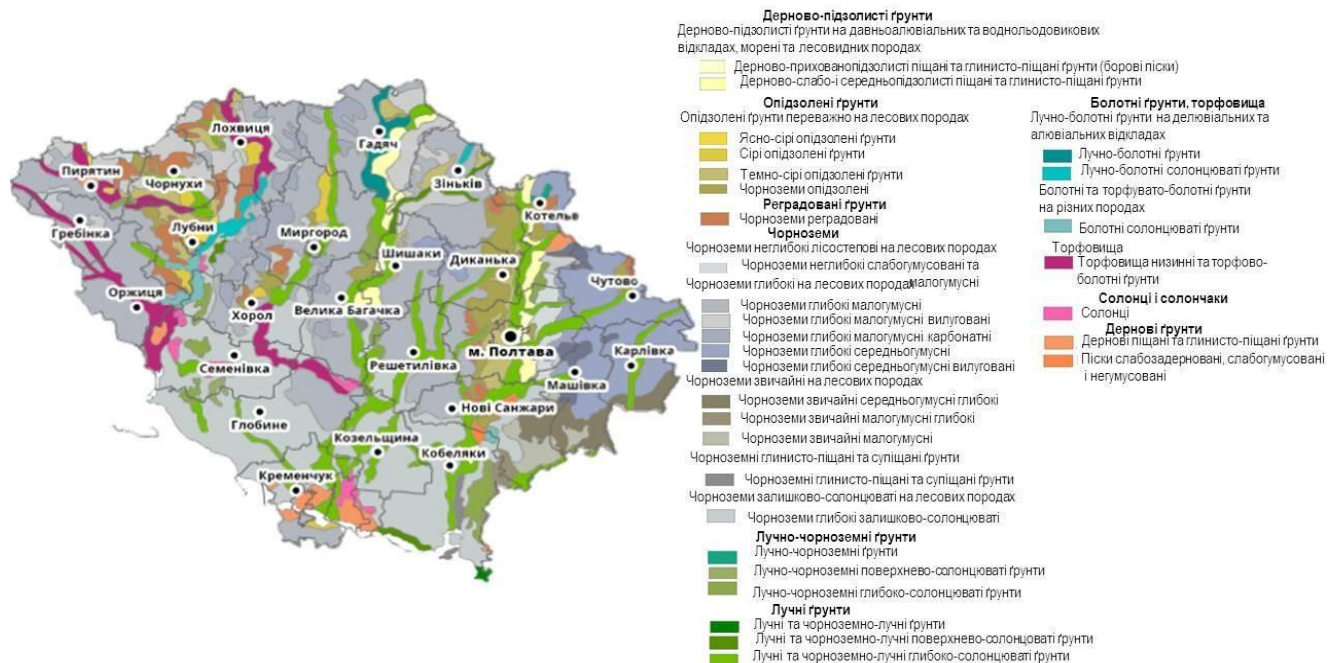 Лохвиця
Гадяч
Пирятин
Чорнухи
Зіньків
Котельв
Гребінка
Лубни
Миргород
Шишаки
Диканька
Чутово
Оржиця
Хорол
Велика Багачка
м. Полтава
Карлівка
Семенівка
Решетилівка
Машівка
Нові Санжари
Глобине
Козельщина
Кобеляки
Кременчук
Дерново-підзолисті ґрунти
Дерново-підзолисті ґрунти на давньоалювіальних та воднольодовикових
відкладах, морені та лесовидних породах
Дерново-прихованопідзолисті піщані та глинисто-піщані ґрунти (борові піски)
Дерново-слабо-і середньопідзолисті піщані та глинисто-піщані ґрунти
Опідзолені ґрунти
Опідзолені ґрунти переважно на лесових породах
Ясно-сірі опідзолені ґрунти
Сірі опідзолені ґрунти
Темно-сірі опідзолені ґрунти
Чорноземи опідзолені
Реградовані ґрунти
Чорноземи реградовані
Чорноземи
Чорноземи неглибокі лісостепові на лесових породах
Чорноземи неглибокі слабогумусовані та
малогумусні
Чорноземи глибокі на лесових породах
Чорноземи глибокі малогумусні
Чорноземи глибокі малогумусні вилуговані
Чорноземи глибокі малогумусні карбонатні
Чорноземи глибокі середньогумусні
Чорноземи глибокі середньогумусні вилуговані
Чорноземи звичайні на лесових породах
Чорноземи звичайні середньогумусні глибокі
Чорноземи звичайні малогумусні глибокі
Чорноземи звичайні малогумусні
Чорноземні глинисто-піщані та супіщані ґрунти
Чорноземні глинисто-піщані та супіщані ґрунти
Чорноземи залишково-солонцюваті на лесових породах
Чорноземи глибокі залишково-солонцюваті
Лучно-чорноземні ґрунти
Лучно-чорноземні ґрунти
Лучно-чорноземні поверхнево-солонцюваті ґрунти
Лучно-чорноземні глибоко-солонцюваті ґрунти
Лучні ґрунти
Лучні та чорноземно-лучні ґрунти
Лучні та чорноземно-лучні поверхнево-солонцоваті ґрунти
Лучні та чорноземно-лучні глибоко-солонцюваті ґрунти
Болотні ґрунти, торфовища
Лучно-болотні ґрунти на делювіальних та
алювіальних відкладах
Лучно-болотні ґрунти
Лучно-болотні солонцюваті ґрунти
Болотні та торфувато-болотні ґрунти
на різних породах
Болотні солонцюваті ґрунти
Торфовища
Торфовища низинні та торфово-
болотні ґрунти
Солонці і солончаки
Солонці
Дернові ґрунти
Дернові піщані та глинисто-піщані ґрунти
Піски слабозадерновані, слабогумусовані
і негумусовані